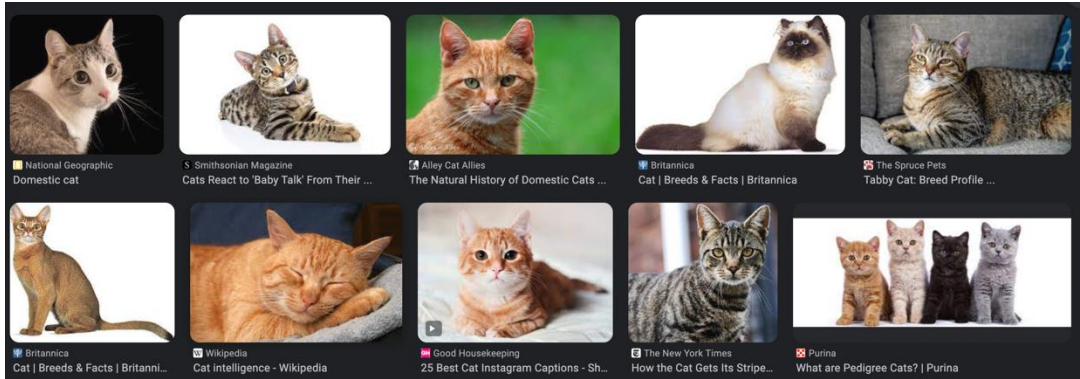 National Geographic
Domestic cat
Smithsonian Magazine
Cats React to 'Baby Talk' From Their ...
Alley Cat Allies
The Natural History of Domestic Cats ...
Britannica
Cat | Breeds & Facts | Britannica
The Spruce Pets
Tabby Cat: Breed Profile ...
Britannica
Cat | Breeds & Facts | Britanni...
W Wikipedia
Cat intelligence - Wikipedia
GH Good Housekeeping
25 Best Cat Instagram Captions - Sh...
The New York Times
How the Cat Gets Its Stripe...
Purina
What are Pedigree Cats? | Purina